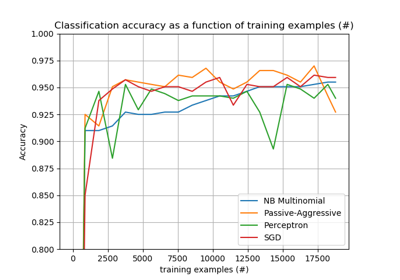 Classification accuracy as a function of training examples (#)
1.000
0.975
0.950
0.925
0.900
0.875
0.850
0.825
0.800
Accuracy
NB Multinomial
Passive-Aggressive
Perceptron
SGD
0 2500 5000 7500 10000 12500 15000 17500
training examples (#)